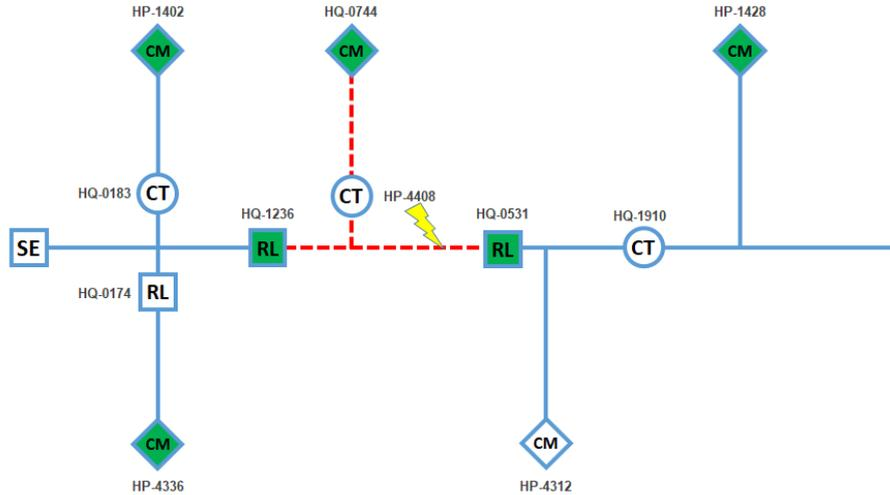 HP-1402
HQ-0744
HP-1428
CM
CM
CM
HQ-0183
CT
CT
HP-4408
HQ-1236
HQ-0531
HQ-1910
SE
RL
RL
CT
HQ-0174
RL
CM
CM
HP-4336
HP-4312